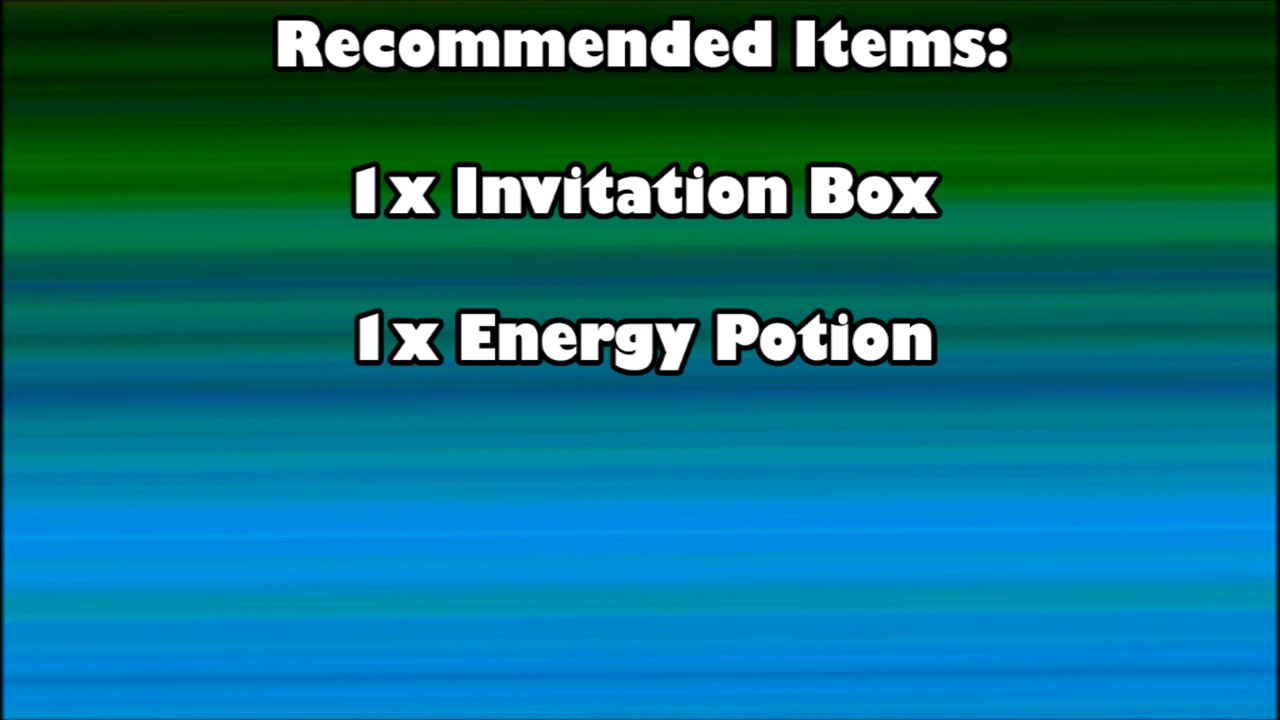 Recommended Items:
1x Invitation Box
1x Energy Potion